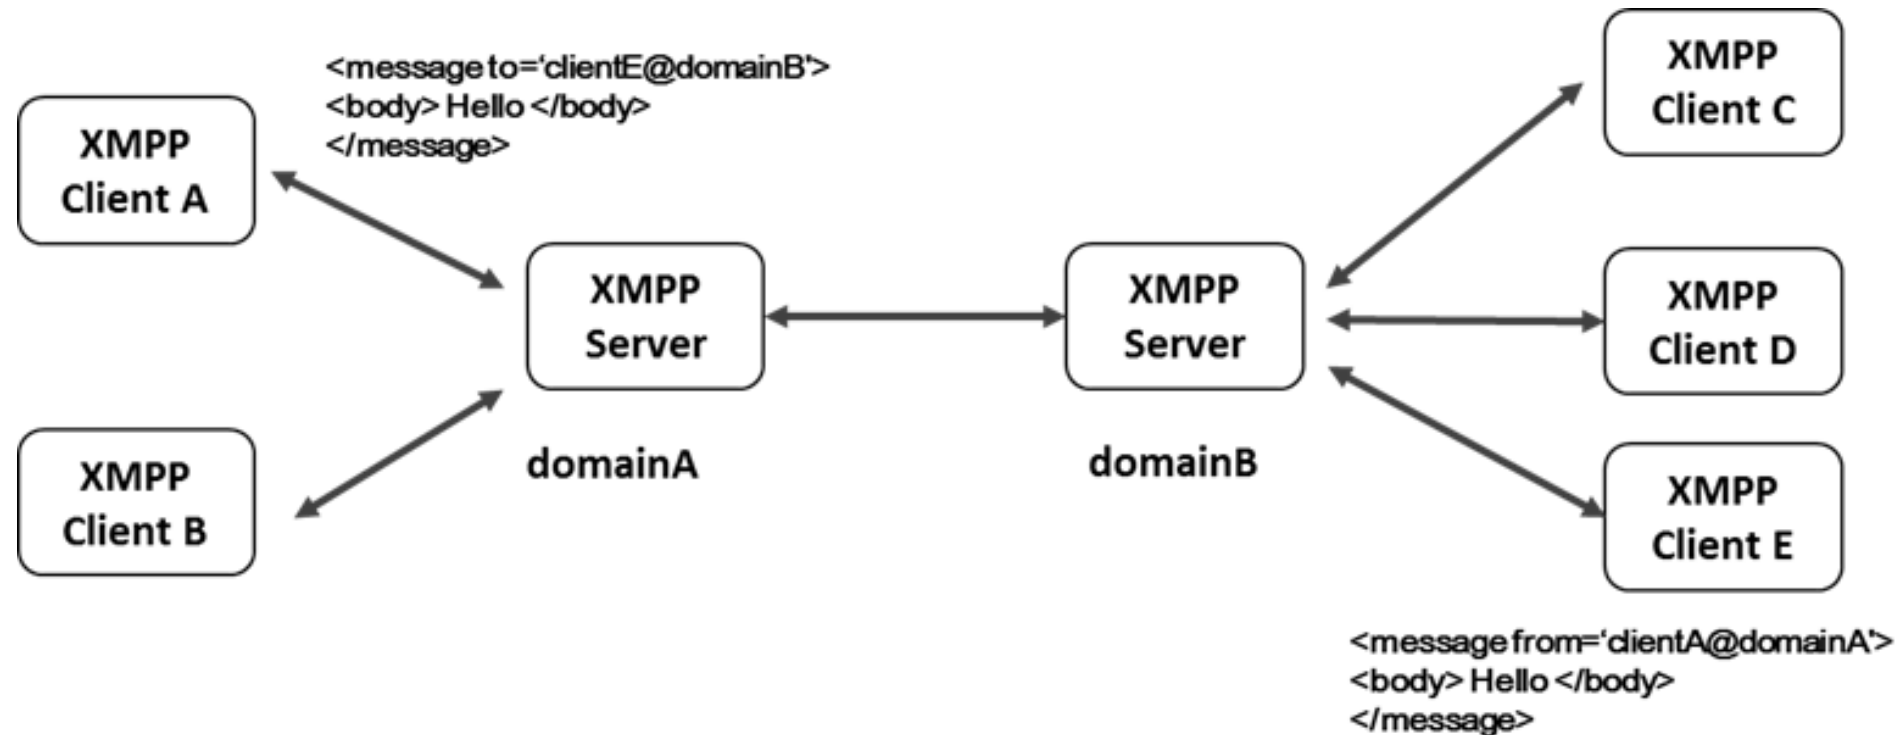 <message to=‘clientE@domainB'>
<body> Hello </body>
</message>
XMPP
Client A
XMPP
Client B
XMPP
Server
domainA
XMPP
Server
domainB
XMPP
Client C
XMPP
Client D
XMPP
Client E
<message from=‘clientA@domainA'>
<body> Hello </body>
</message>